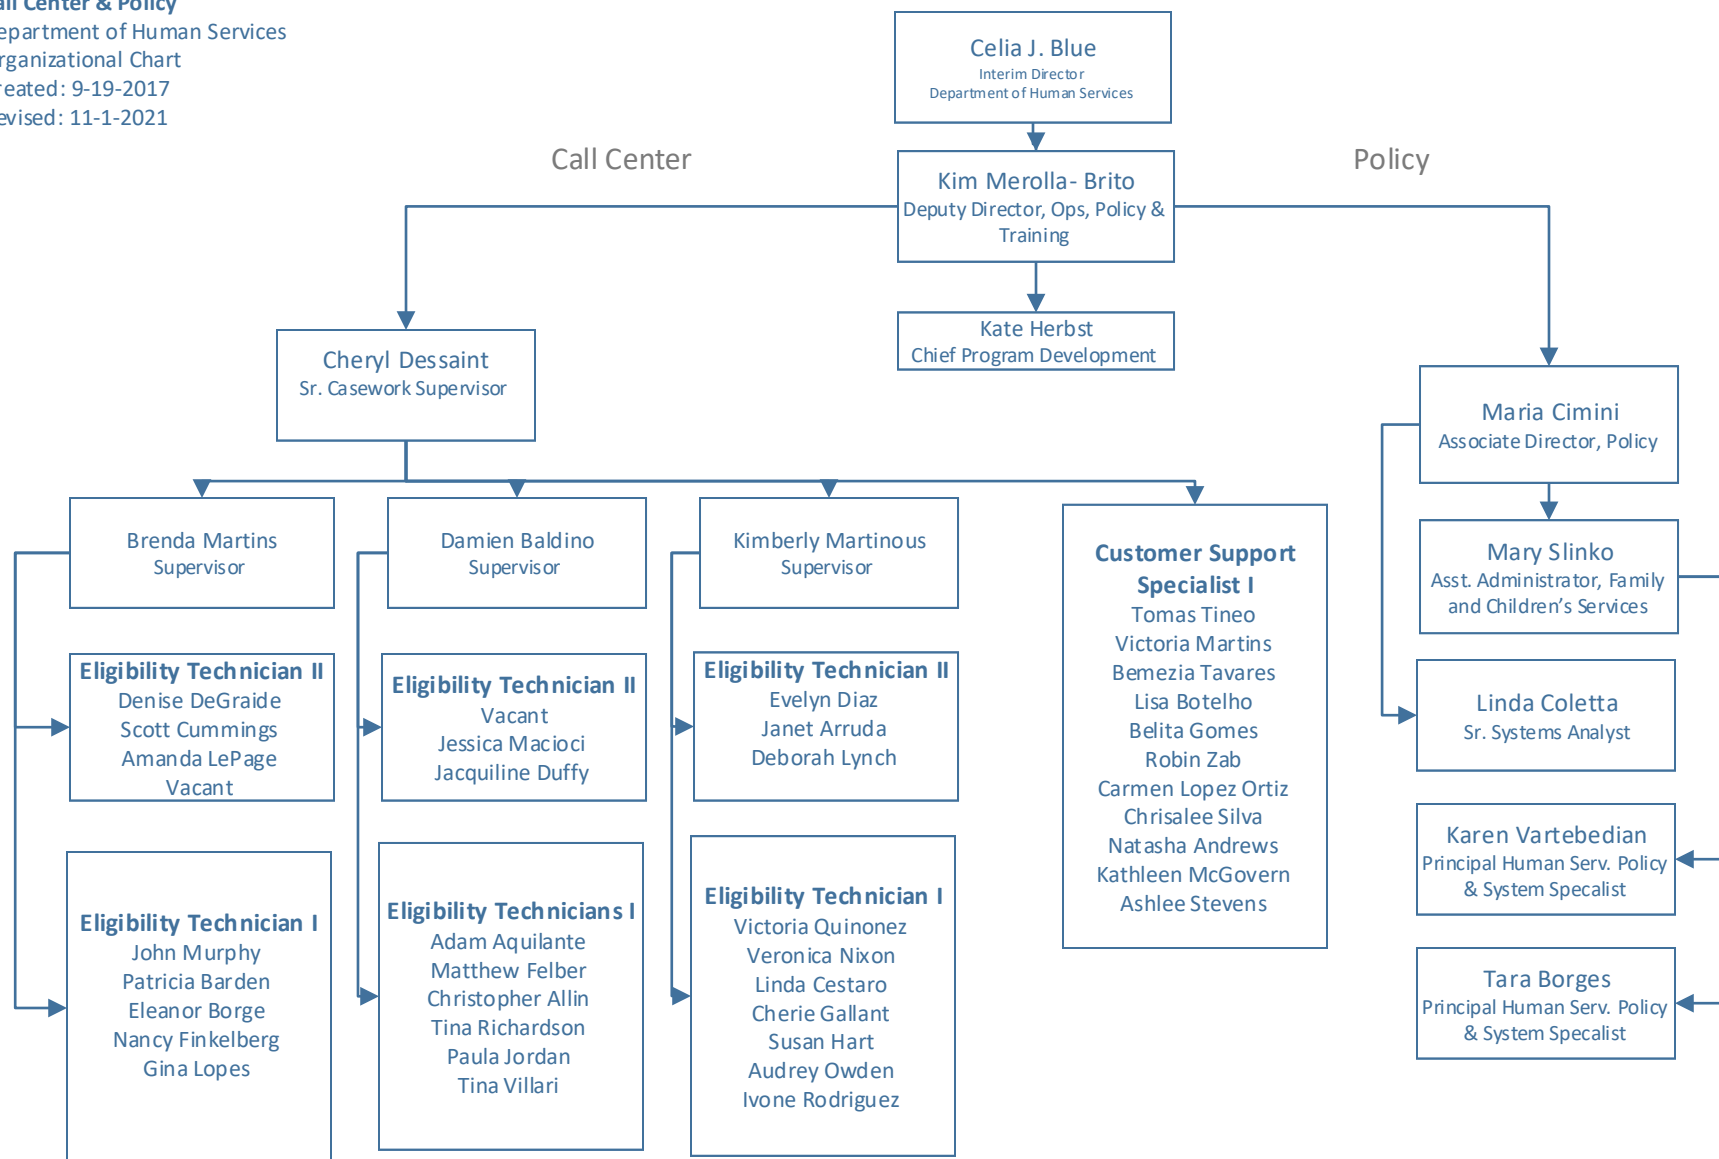 all Center & Policy
epartment of Human Services
rganizational Chart
reated: 9-19-2017
evised: 11-1-2021
Celia J. Blue
Interim Director
Department of Human Services
Call Center
Policy
Kim Merolla- Brito
Deputy Director, Ops, Policy &
Training
Kate Herbst
Chief Program Development
Cheryl Dessaint
Sr. Casework Supervisor
Maria Cimini
Associate Director, Policy
Brenda Martins
Supervisor
Damien Baldino
Supervisor
Kimberly Martinous
Supervisor
Customer Support
Specialist I
Tomas Tineo
Victoria Martins
Bemezia Tavares
Lisa Botelho
Belita Gomes
Robin Zab
Carmen Lopez Ortiz
Chrisalee Silva
Natasha Andrews
Kathleen McGovern
Ashlee Stevens
Mary Slinko
Asst. Administrator, Family
and Children’s Services
Eligibility Technician II
Denise DeGraide
Scott Cummings
Amanda LePage
Vacant
Eligibility Technician II
Vacant
Jessica Macioci
Jacquiline Duffy
Eligibility Technician II
Evelyn Diaz
Janet Arruda
Deborah Lynch
Linda Coletta
Sr. Systems Analyst
Karen Vartebedian
Principal Human Serv. Policy
& System Specalist
Eligibility Technician I
John Murphy
Patricia Barden
Eleanor Borge
Nancy Finkelberg
Gina Lopes
Eligibility Technicians I
Adam Aquilante
Matthew Felber
Christopher Allin
Tina Richardson
Paula Jordan
Tina Villari
Eligibility Technician I
Victoria Quinonez
Veronica Nixon
Linda Cestaro
Cherie Gallant
Susan Hart
Audrey Owden
Ivone Rodriguez
Tara Borges
Principal Human Serv. Policy
& System Specialist